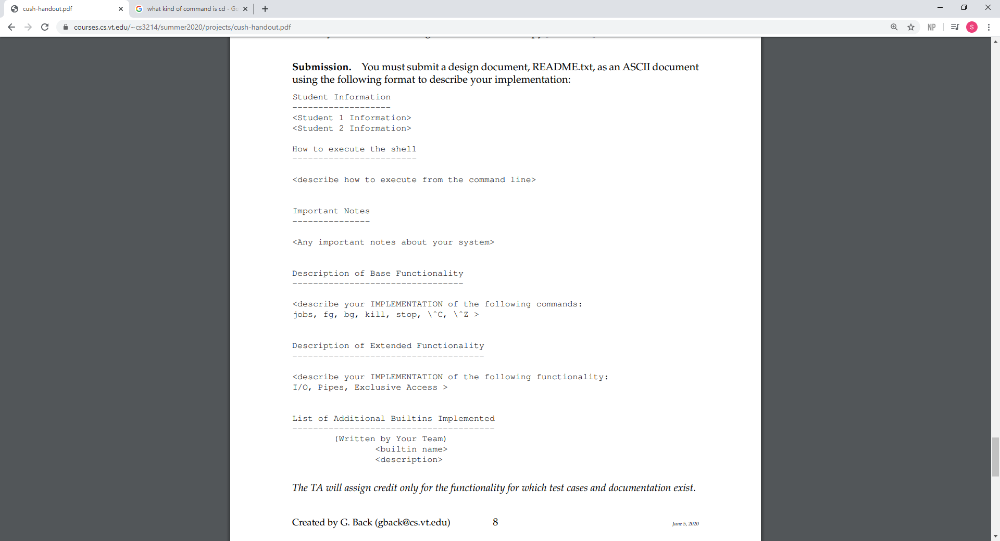 cush-handout.pdf
what kind of command is cd - Go
courses.cs.vt.edu/~cs3214/summer2020/projects/cush-handout.pdf
NP
S
Submission. You must submit a design document, README.txt, as an ASCII document
using the following format to describe your implementation:
Student Information
-------------------
<Student 1 Information>
<Student 2 Information>
How to execute the shell
------------------------
<describe how to execute from the command line>
Important Notes
---------------
<Any important notes about your system>
Description of Base Functionality
---------------------------------
<describe your IMPLEMENTATION of the following commands:
jobs, fg, bg, kill, stop, \^C, \^Z >
Description of Extended Functionality
-------------------------------------
<describe your IMPLEMENTATION of the following functionality:
I/O, Pipes, Exclusive Access >
List of Additional Builtins Implemented
---------------------------------------
(Written by Your Team)
<builtin name>
<description>
The TA will assign credit only for the functionality for which test cases and documentation exist.
Created by G. Back (gback@cs.vt.edu) 8 June 5, 2020